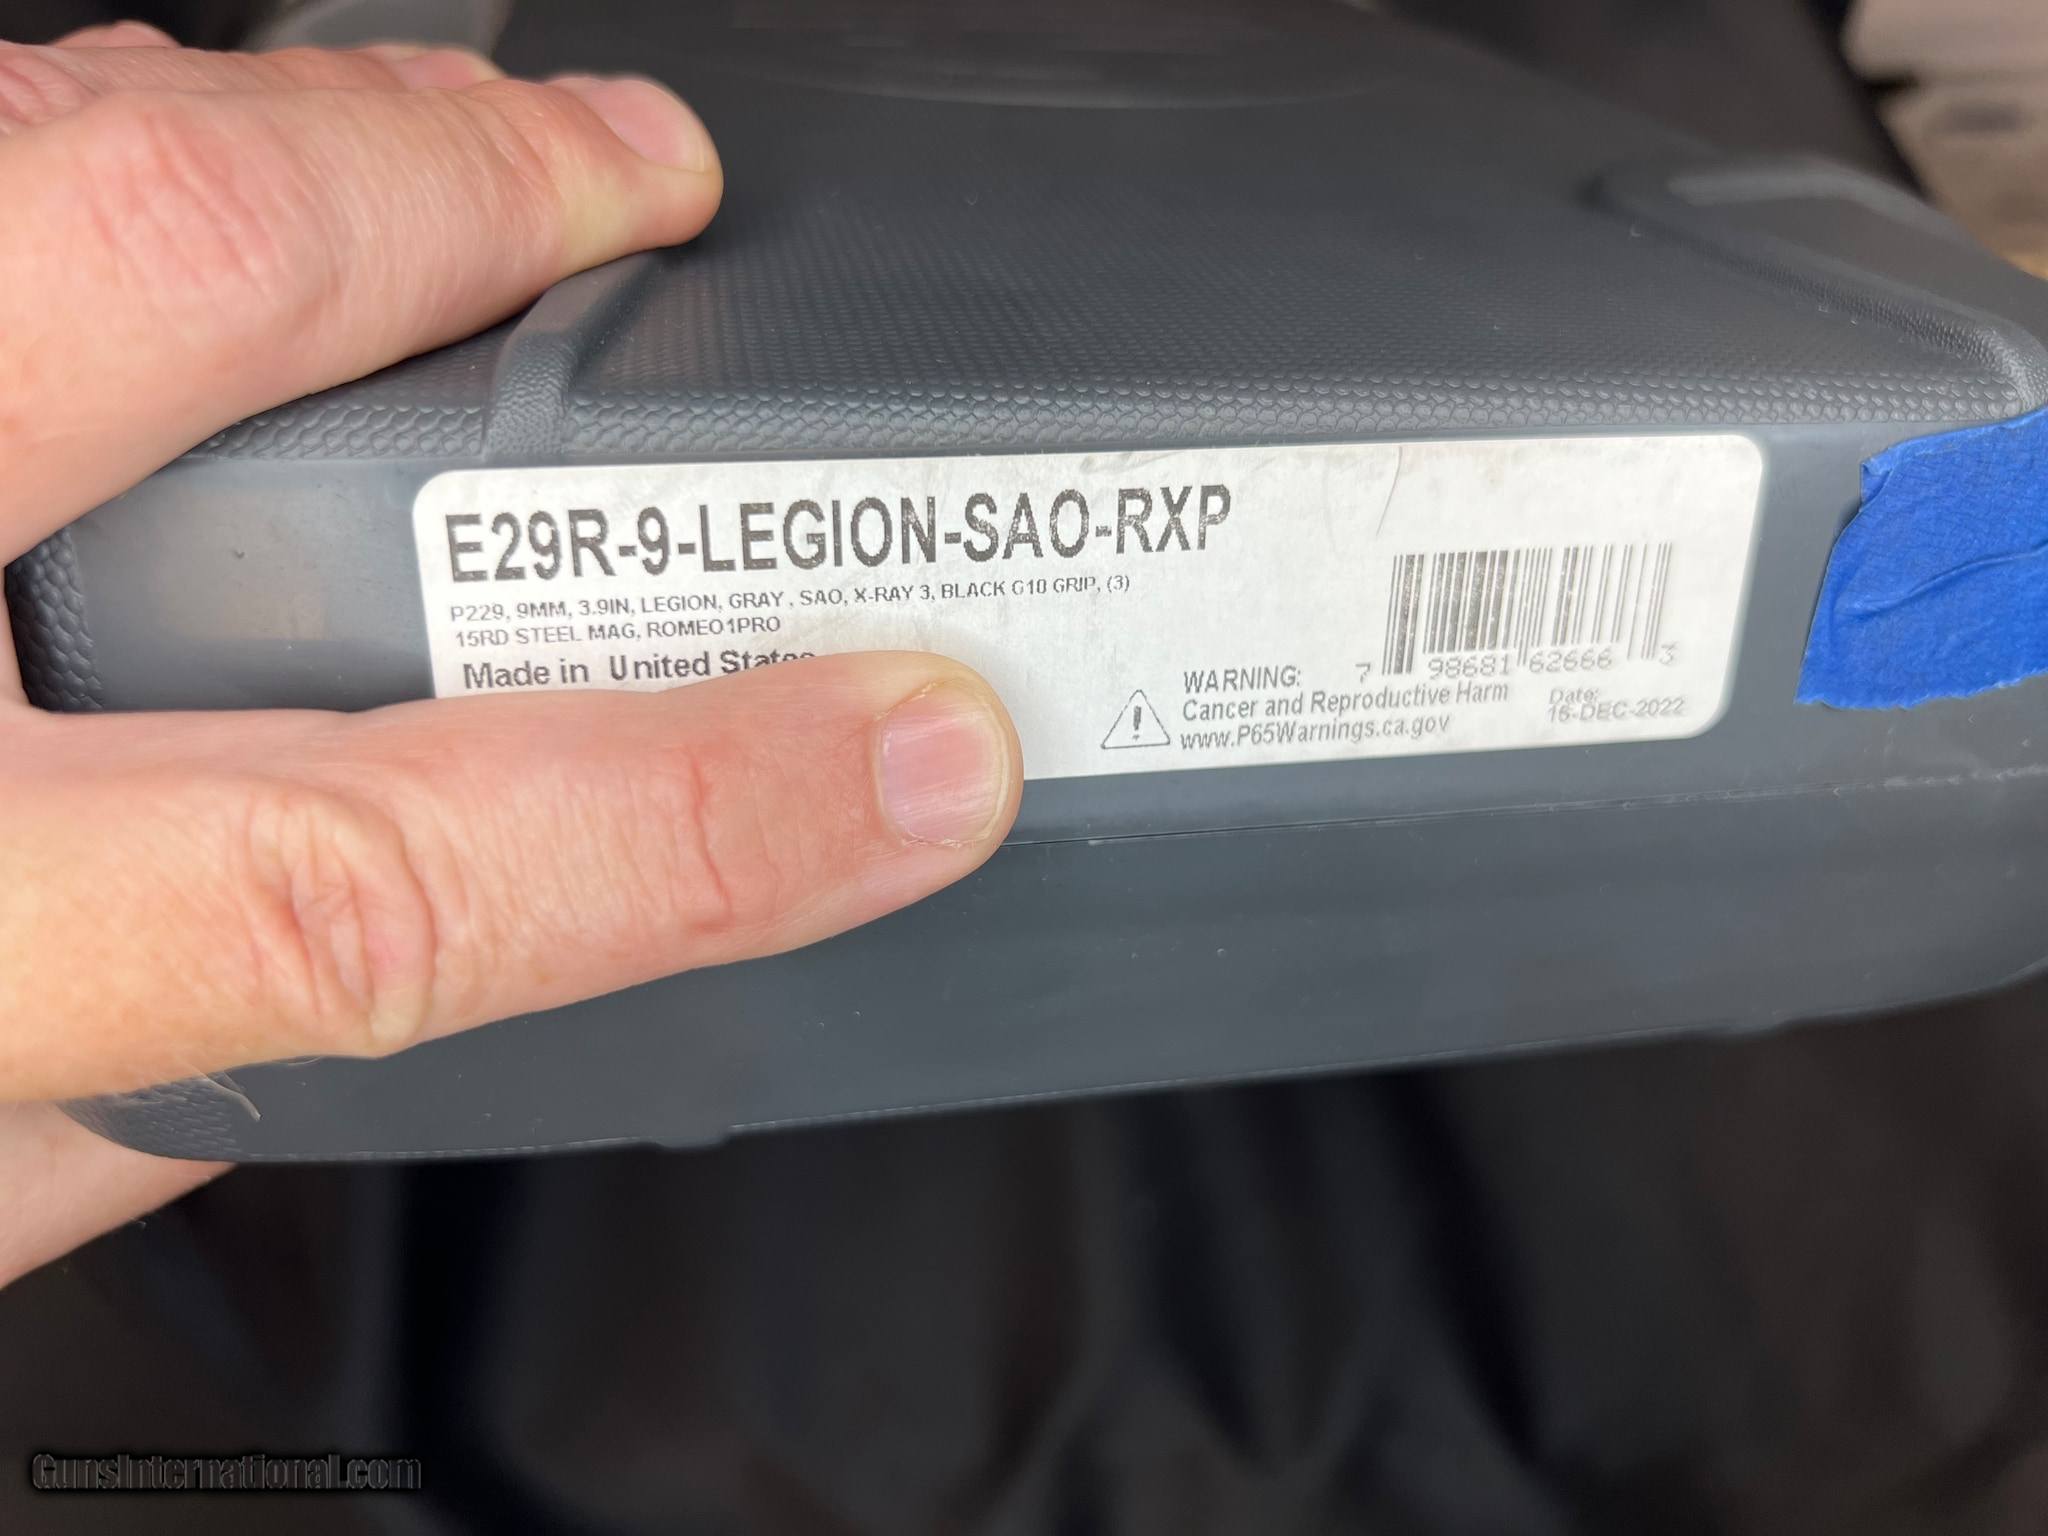 E29R-9-LEGION-SAO-RXP
P229, 9MM, 3.9IN, LEGION, GRAY , SAO, X-RAY 3, BLACK G10 GRIP, (3)
15RD STEEL MAG, ROMEO1PRO
Made in United States
7 98681 62666 3
WARNING:
Cancer and Reproductive Harm
www.P65Warnings.ca.gov
Date:
16-DEC-2022
GunsInternational.com